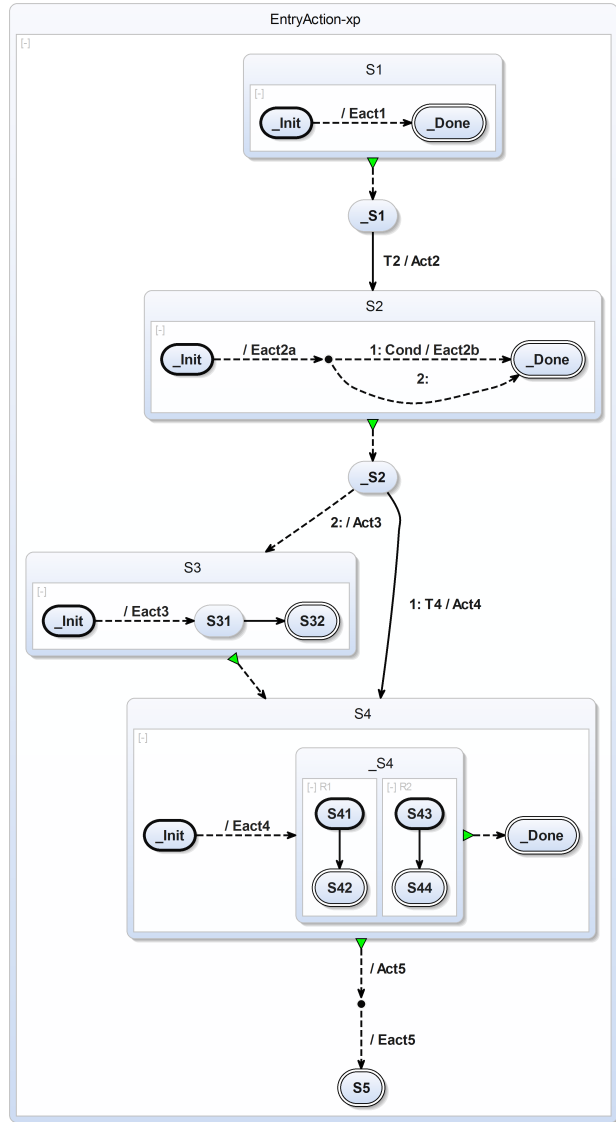 EntryAction-xp
[-]
S1
[-]
_Init
/ Eact1
_Done
_S1
T2 / Act2
S2
[-]
_Init
/ Eact2a
1: Cond / Eact2b
2:
_Done
_S2
2: / Act3
1: T4 / Act4
S3
[-]
_Init
/ Eact3
S31
S32
S4
[-]
_Init
/ Eact4
_S4
[-] R1
S41
S42
[-] R2
S43
S44
_Done
/ Act5
/ Eact5
S5